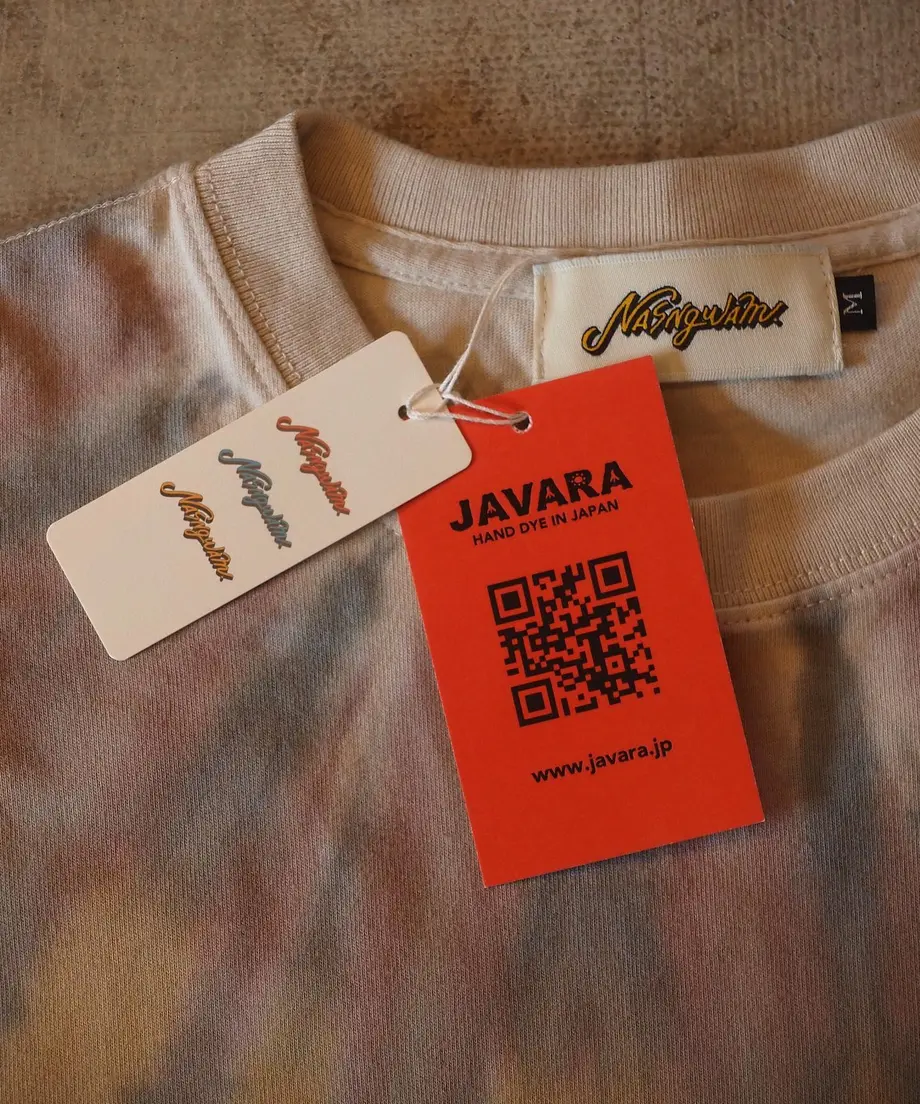 NASNgwAm.
M
NASNgwAm.
NASNgwAm.
NASNgwAm.
JAVARA
HAND DYE IN JAPAN
www.javara.jp